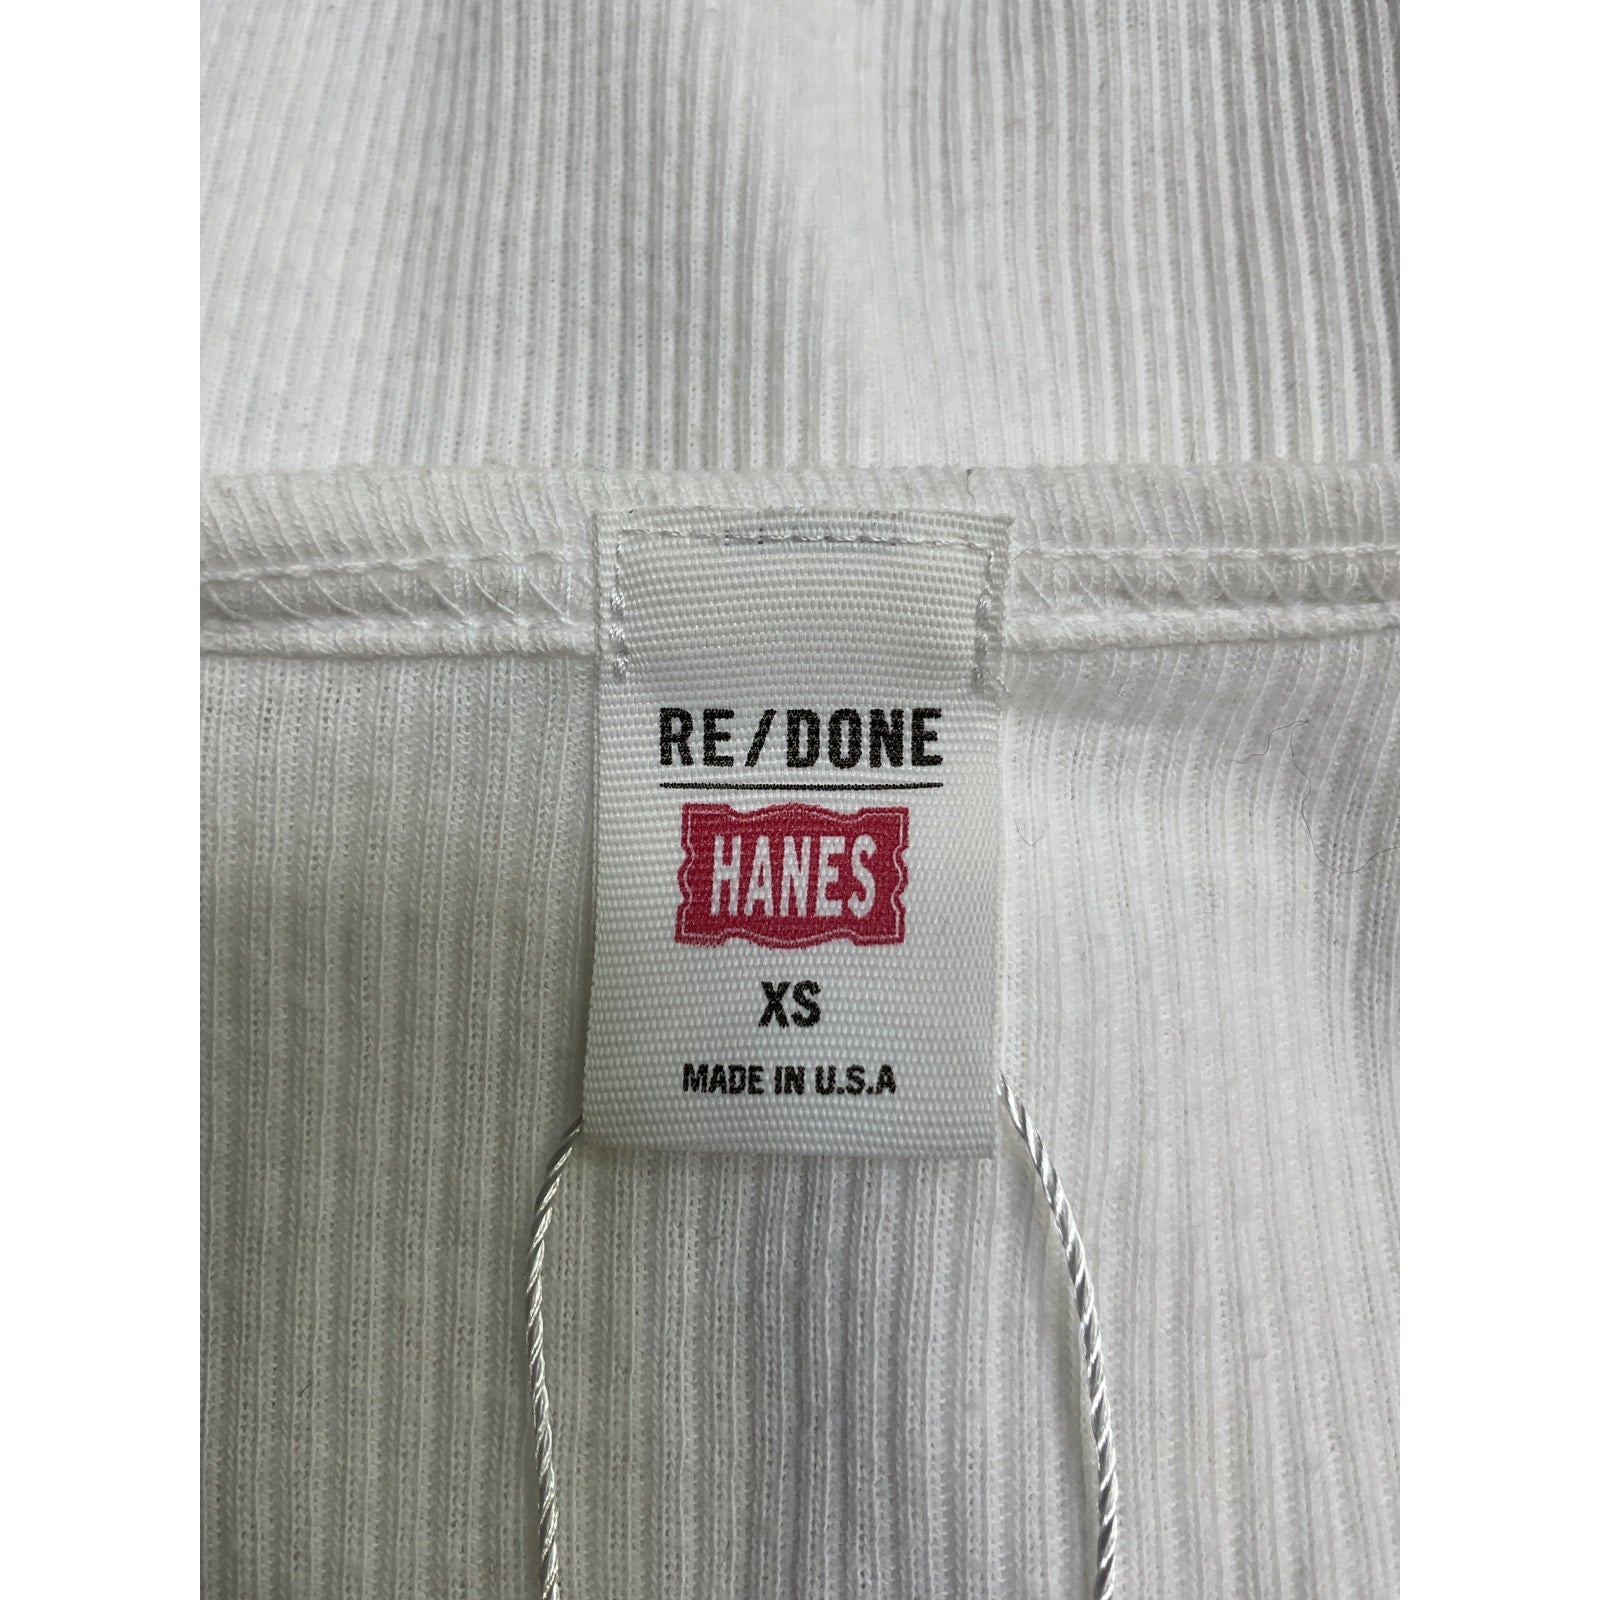 RE/DONE
HANES
XS
MADE IN U.S.A